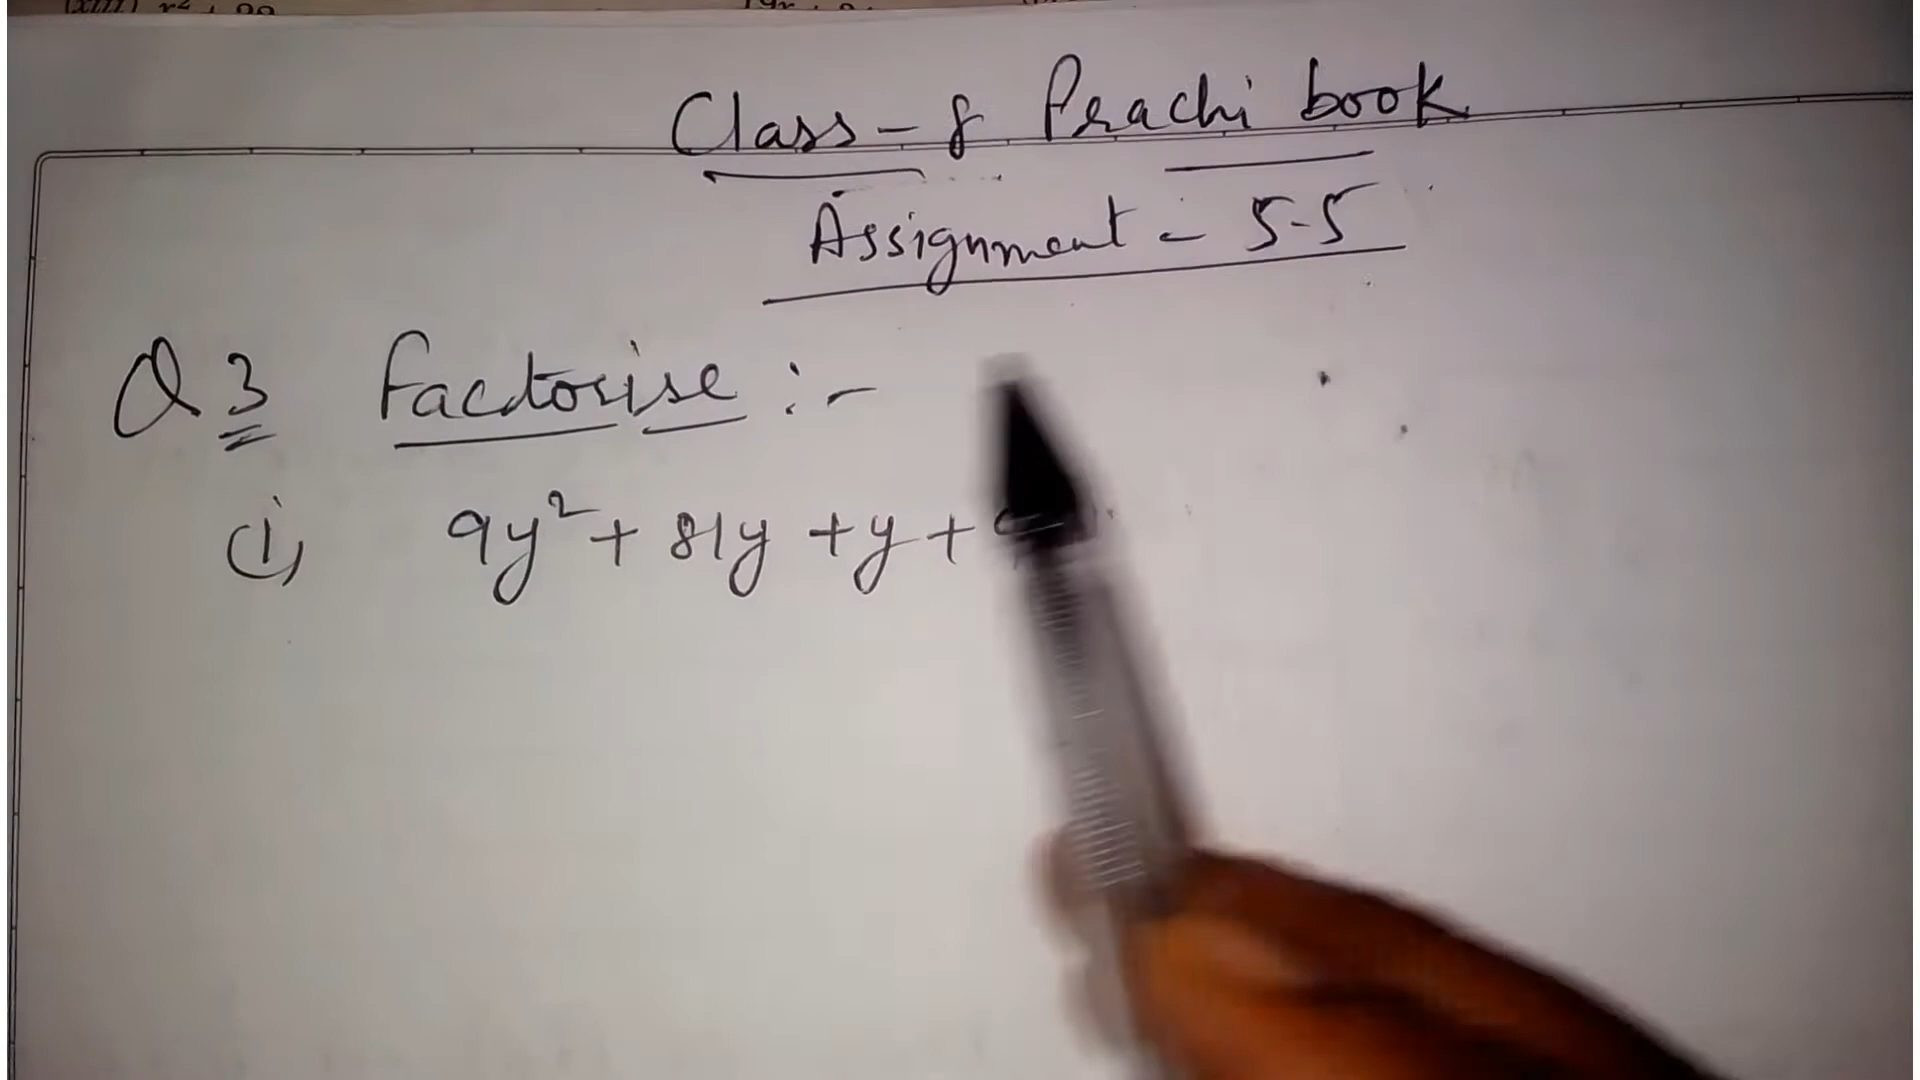 Class - 8 Prachi book
Assignment - 5.5
Q 3 Factorise :-
(i) 9y² + 81y + y +